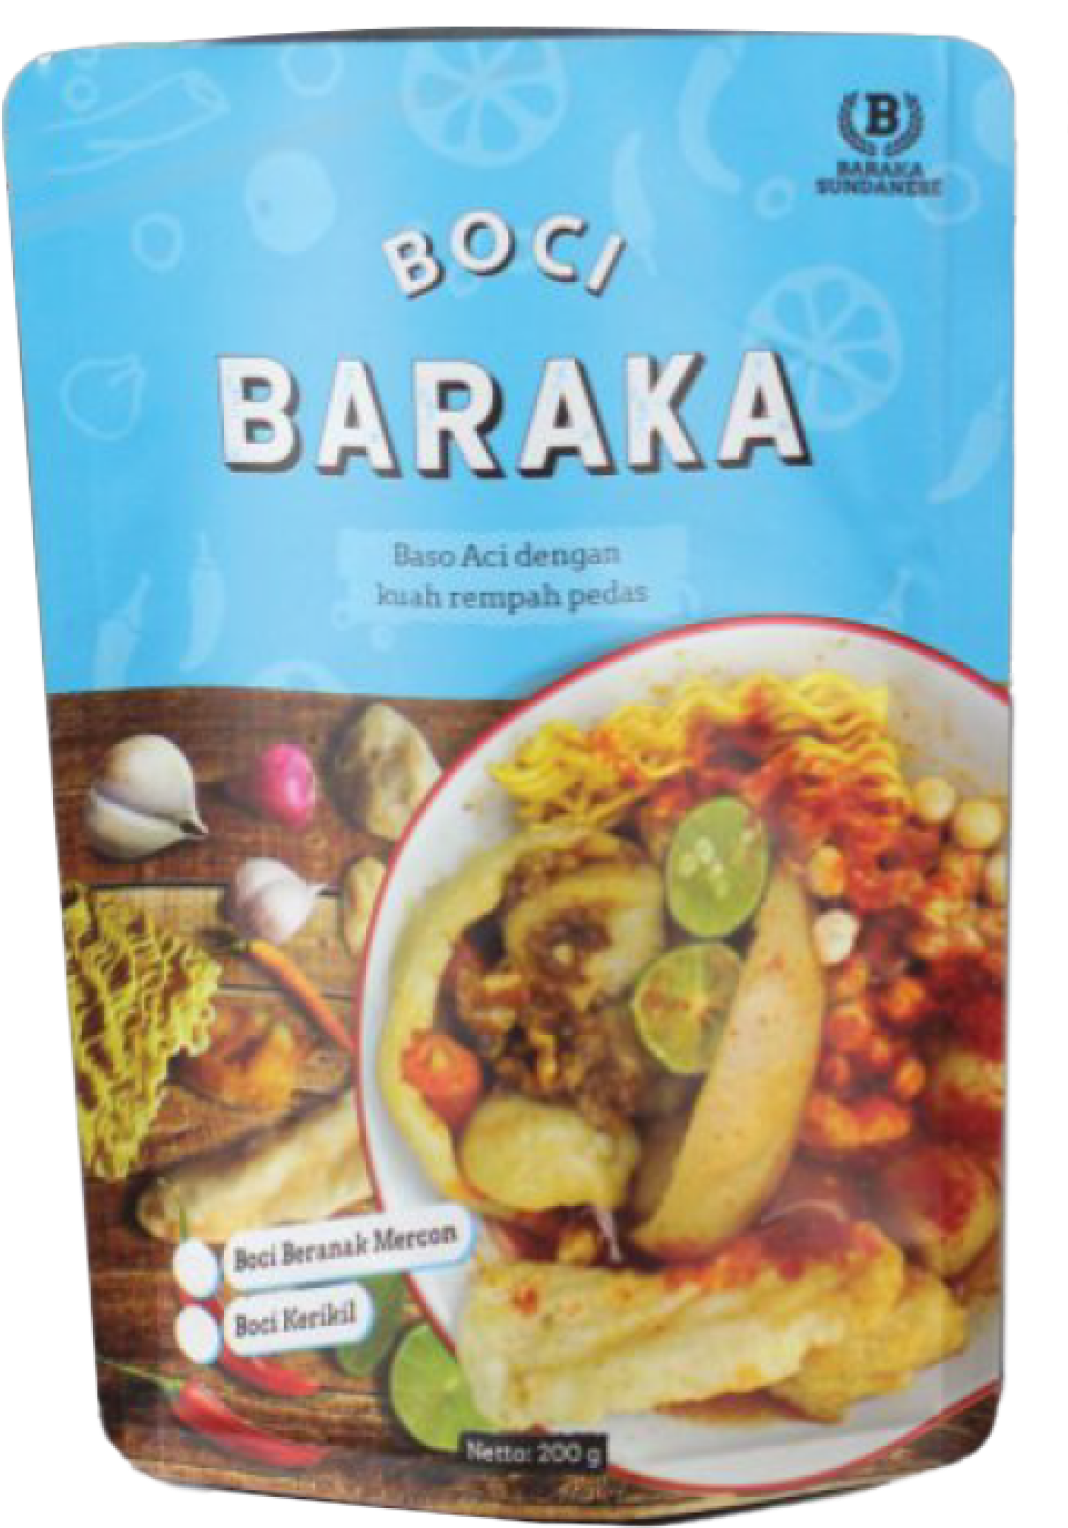 B
BARAKA
SUNDANESE
BOCI
BARAKA
Baso Aci dengan
kuah rempah pedas
Boci Beranak Mercon
Boci Kerikil
Netto: 200 g